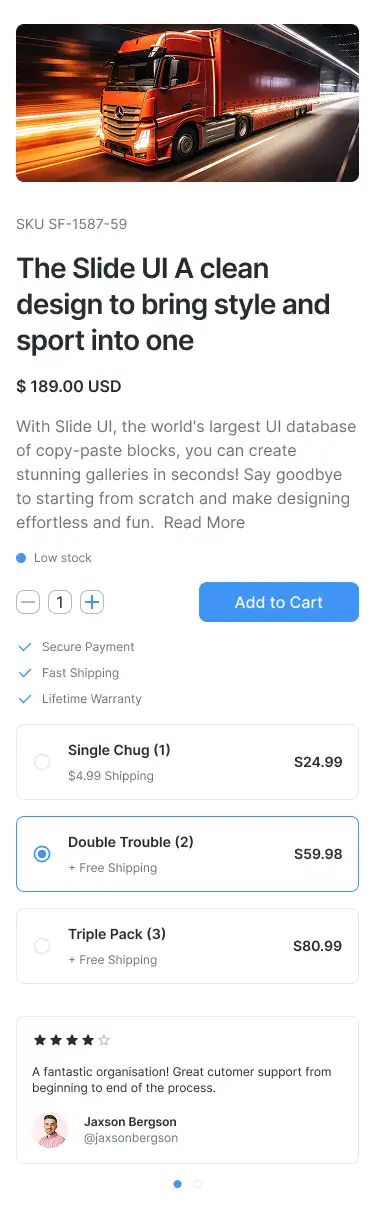 SKU SF-1587-59
The Slide UI A clean
design to bring style and
sport into one
$ 189.00 USD
With Slide UI, the world's largest UI database
of copy-paste blocks, you can create
stunning galleries in seconds! Say goodbye
to starting from scratch and make designing
effortless and fun.  Read More
Low stock
1
Add to Cart
Secure Payment
Fast Shipping
Lifetime Warranty
Single Chug (1)
$24.99
$4.99 Shipping
Double Trouble (2)
$59.98
+ Free Shipping
Triple Pack (3)
$80.99
+ Free Shipping
A fantastic organisation! Great cutomer support from
beginning to end of the process.
Jaxson Bergson
@jaxsonbergson